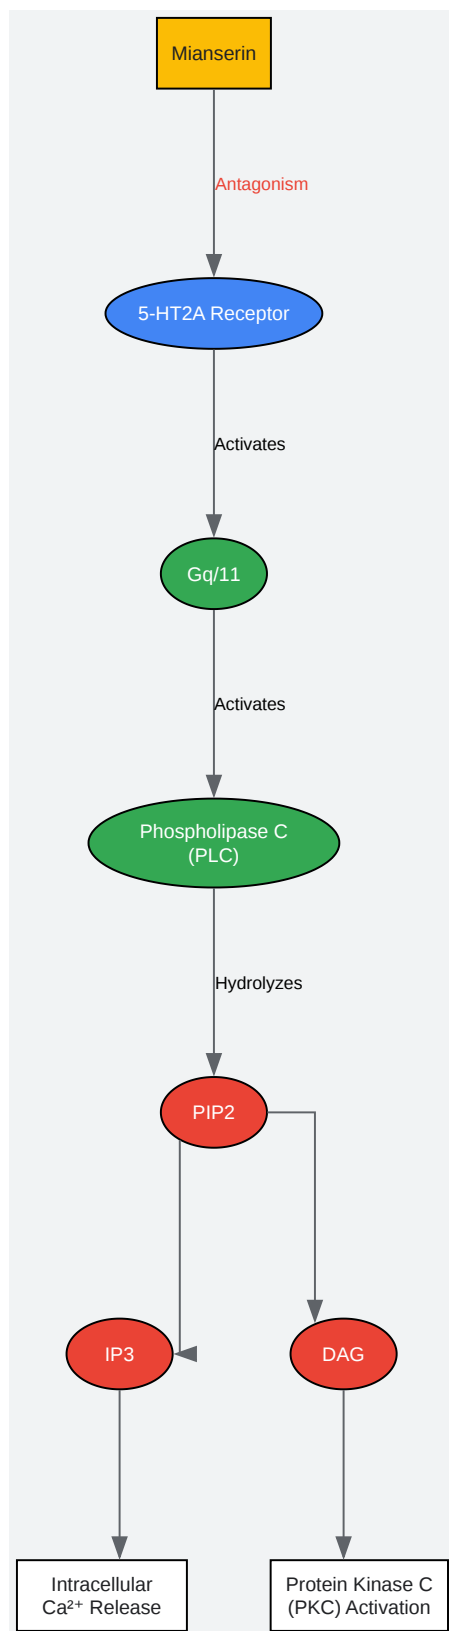 Mianserin
Antagonism
5-HT2A Receptor
Activates
Gq/11
Activates
Phospholipase C
(PLC)
Hydrolyzes
PIP2
IP3
DAG
Intracellular
Ca²⁺ Release
Protein Kinase C
(PKC) Activation